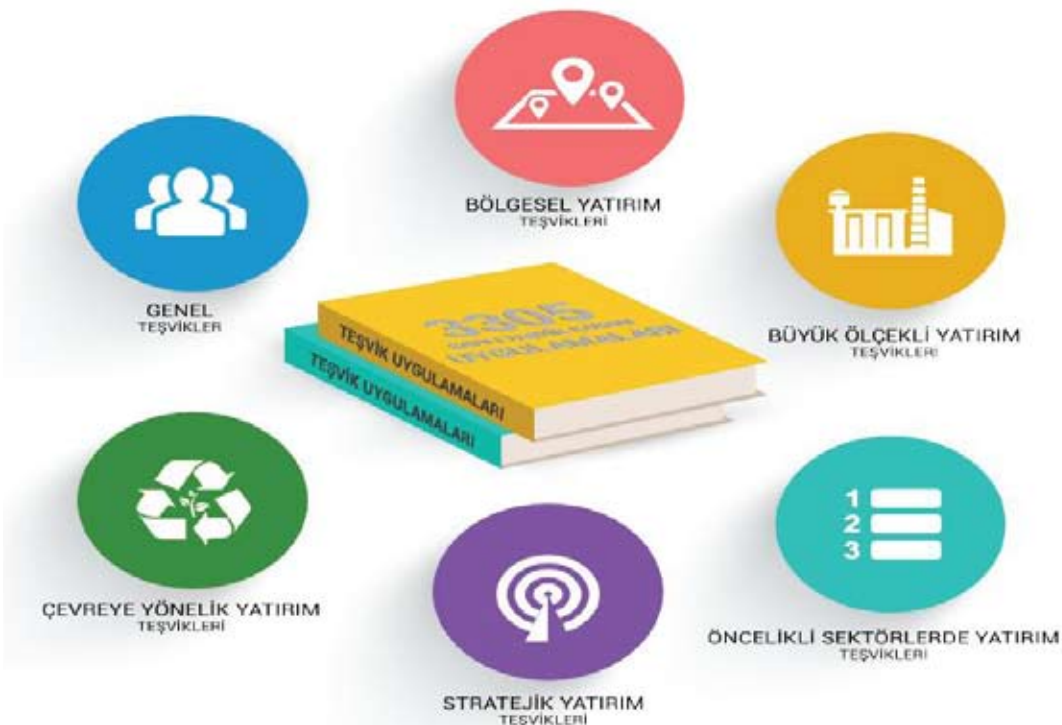 BÖLGESEL YATIRIM
TEŞVİKLERİ
GENEL
TEŞVİKLER
BÜYÜK ÖLÇEKLİ YATIRIM
TEŞVİKLERİ
3305
UYGULAMALARI
TEŞVİK UYGULAMALARI
TEŞVİK UYGULAMALARI
1
2
3
ÇEVREYE YÖNELİK YATIRIM
TEŞVİKLERİ
ÖNCELİKLİ SEKTÖRLERDE YATIRIM
TEŞVİKLERİ
STRATEJİK YATIRIM
TEŞVİKLERİ